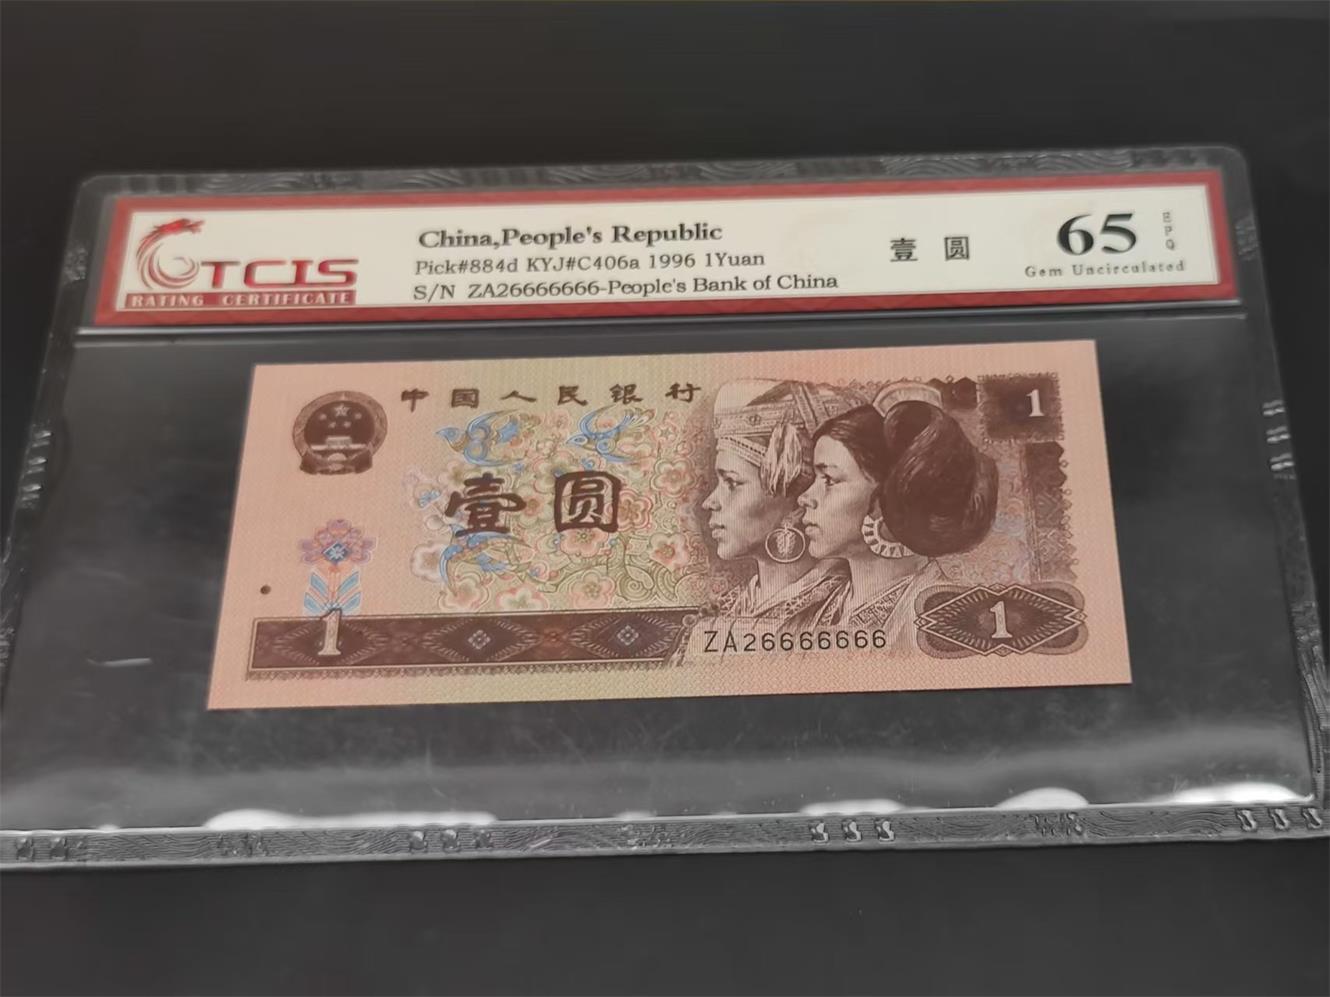 TCIS
RATING CERTIFICATE
China,People's Republic
Pick#884d KYJ#C406a 1996 1Yuan
S/N ZA26666666-People's Bank of China
壹 圆
65
EPQ
Gem Uncirculated
中国人民银行
1
壹圆
1
ZA26666666
1